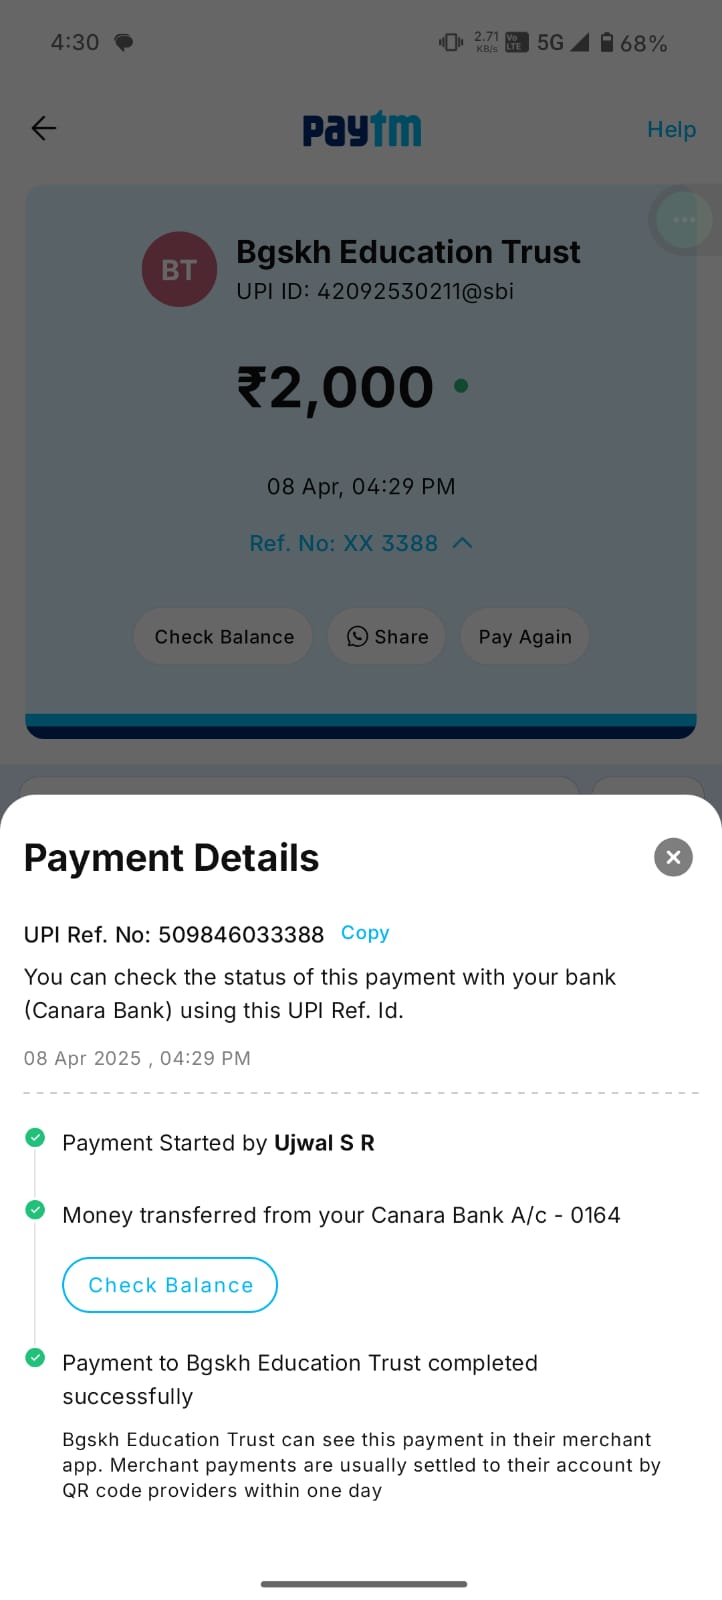 4:30
2.71
KB/s
Vo
LTE
5G
68%
paytm
Help
BT
Bgskh Education Trust
UPI ID: 42092530211@sbi
₹2,000
08 Apr, 04:29 PM
Ref. No: XX 3388
Check Balance
Share
Pay Again
Payment Details
UPI Ref. No: 509846033388 Copy
You can check the status of this payment with your bank
(Canara Bank) using this UPI Ref. Id.
08 Apr 2025 , 04:29 PM
Payment Started by Ujwal S R
Money transferred from your Canara Bank A/c - 0164
Check Balance
Payment to Bgskh Education Trust completed
successfully
Bgskh Education Trust can see this payment in their merchant
app. Merchant payments are usually settled to their account by
QR code providers within one day